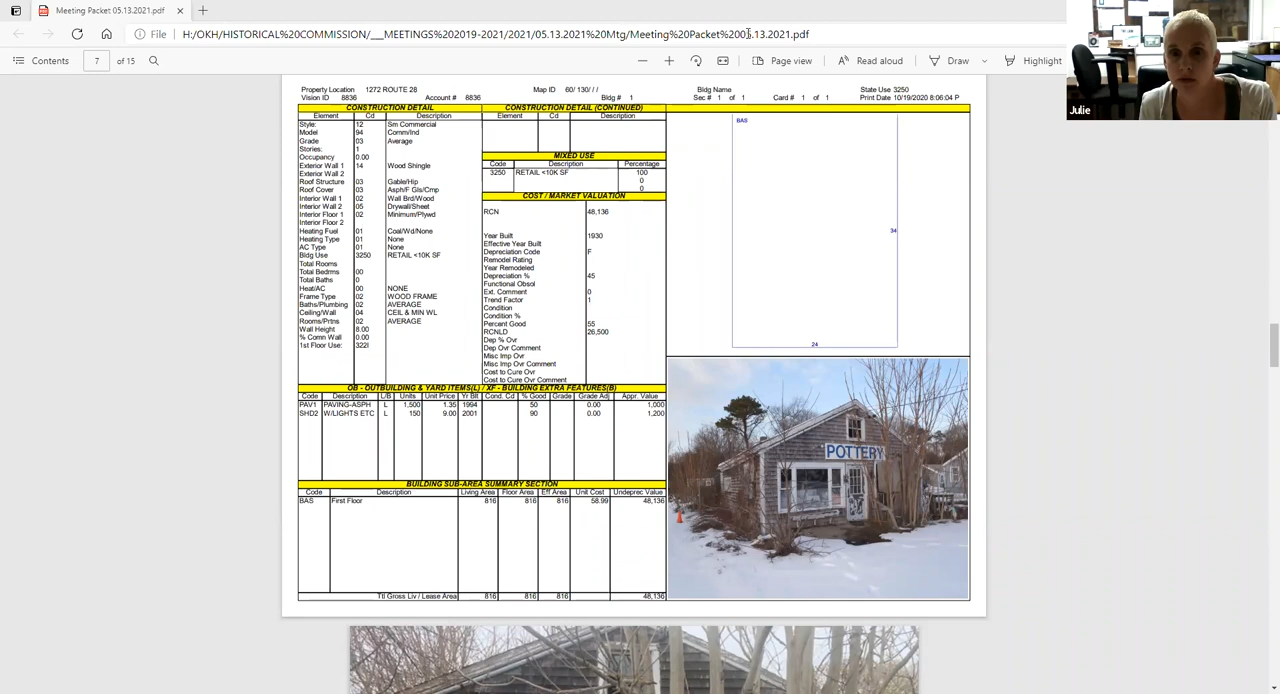 Meeting Packet 05.13.2021.pdf
File H:/OKH/HISTORICAL%20COMMISSION/___MEETINGS%202019-2021/2021/05.13.2021%20Mtg/Meeting%20Packet%2005.13.2021.pdf
Contents 7 of 15 Page view Read aloud Draw Highlight
Julie
Property Location 1272 ROUTE 28 Map ID 60/ 130/ / / Bldg Name State Use 3250
Vision ID 8836 Account # 8836 Bldg # 1 Sec # 1 of 1 Card # 1 of 1 Print Date 10/19/2020 8:06:04 P
CONSTRUCTION DETAIL
Element Cd Description
Style: 12 Sm Commercial
Model 94 Comm/Ind
Grade 03 Average
Stories: 1
Occupancy 0.00
Exterior Wall 1 14 Wood Shingle
Exterior Wall 2
Roof Structure 03 Gable/Hip
Roof Cover 03 Asph/F Gls/Cmp
Interior Wall 1 02 Wall Brd/Wood
Interior Wall 2 05 Drywall/Sheet
Interior Floor 1 02 Minimum/Plywd
Interior Floor 2
Heating Fuel 01 Coal/Wd/None
Heating Type 01 None
AC Type 01 None
Bldg Use 3250 RETAIL <10K SF
Total Rooms
Total Bedrms 00
Total Baths 0
Heat/AC 00 NONE
Frame Type 02 WOOD FRAME
Baths/Plumbing 02 AVERAGE
Ceiling/Wall 04 CEIL & MIN WL
Rooms/Prtns 02 AVERAGE
Wall Height 8.00
% Comn Wall 0.00
1st Floor Use: 322I
CONSTRUCTION DETAIL (CONTINUED)
Element Cd Description
MIXED USE
Code Description Percentage
3250 RETAIL <10K SF 100
0
0
COST / MARKET VALUATION
RCN 48,136
Year Built 1930
Effective Year Built
Depreciation Code F
Remodel Rating
Year Remodeled
Depreciation % 45
Functional Obsol
Ext. Comment 0
Trend Factor 1
Condition
Condition %
Percent Good 55
RCNLD 26,500
Dep % Ovr
Dep Ovr Comment
Misc Imp Ovr
Misc Imp Ovr Comment
Cost to Cure Ovr
Cost to Cure Ovr Comment
BAS
34
24
OB - OUTBUILDING & YARD ITEMS(L) / XF - BUILDING EXTRA FEATURES(B)
Code Description L/B Units Unit Price Yr Blt Cond. Cd % Good Grade Grade Adj Appr. Value
PAV1 PAVING-ASPH L 1,500 1.35 1994 50 0.00 1,000
SHD2 W/LIGHTS ETC L 150 9.00 2001 90 0.00 1,200
BUILDING SUB-AREA SUMMARY SECTION
Code Description Living Area Floor Area Eff Area Unit Cost Undeprec Value
BAS First Floor 816 816 816 58.99 48,136
Ttl Gross Liv / Lease Area 816 816 816 48,136
POTTERY